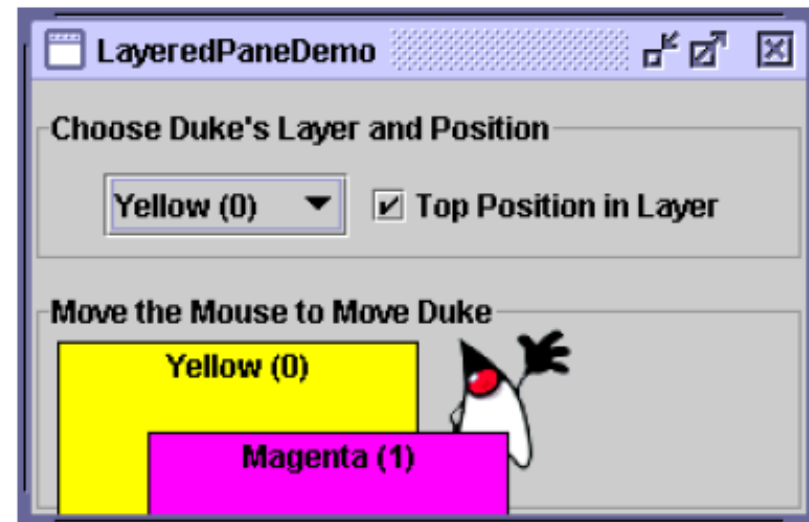 LayeredPaneDemo
Choose Duke's Layer and Position
Yellow (0) Top Position in Layer
Move the Mouse to Move Duke
Yellow (0)
Magenta (1)